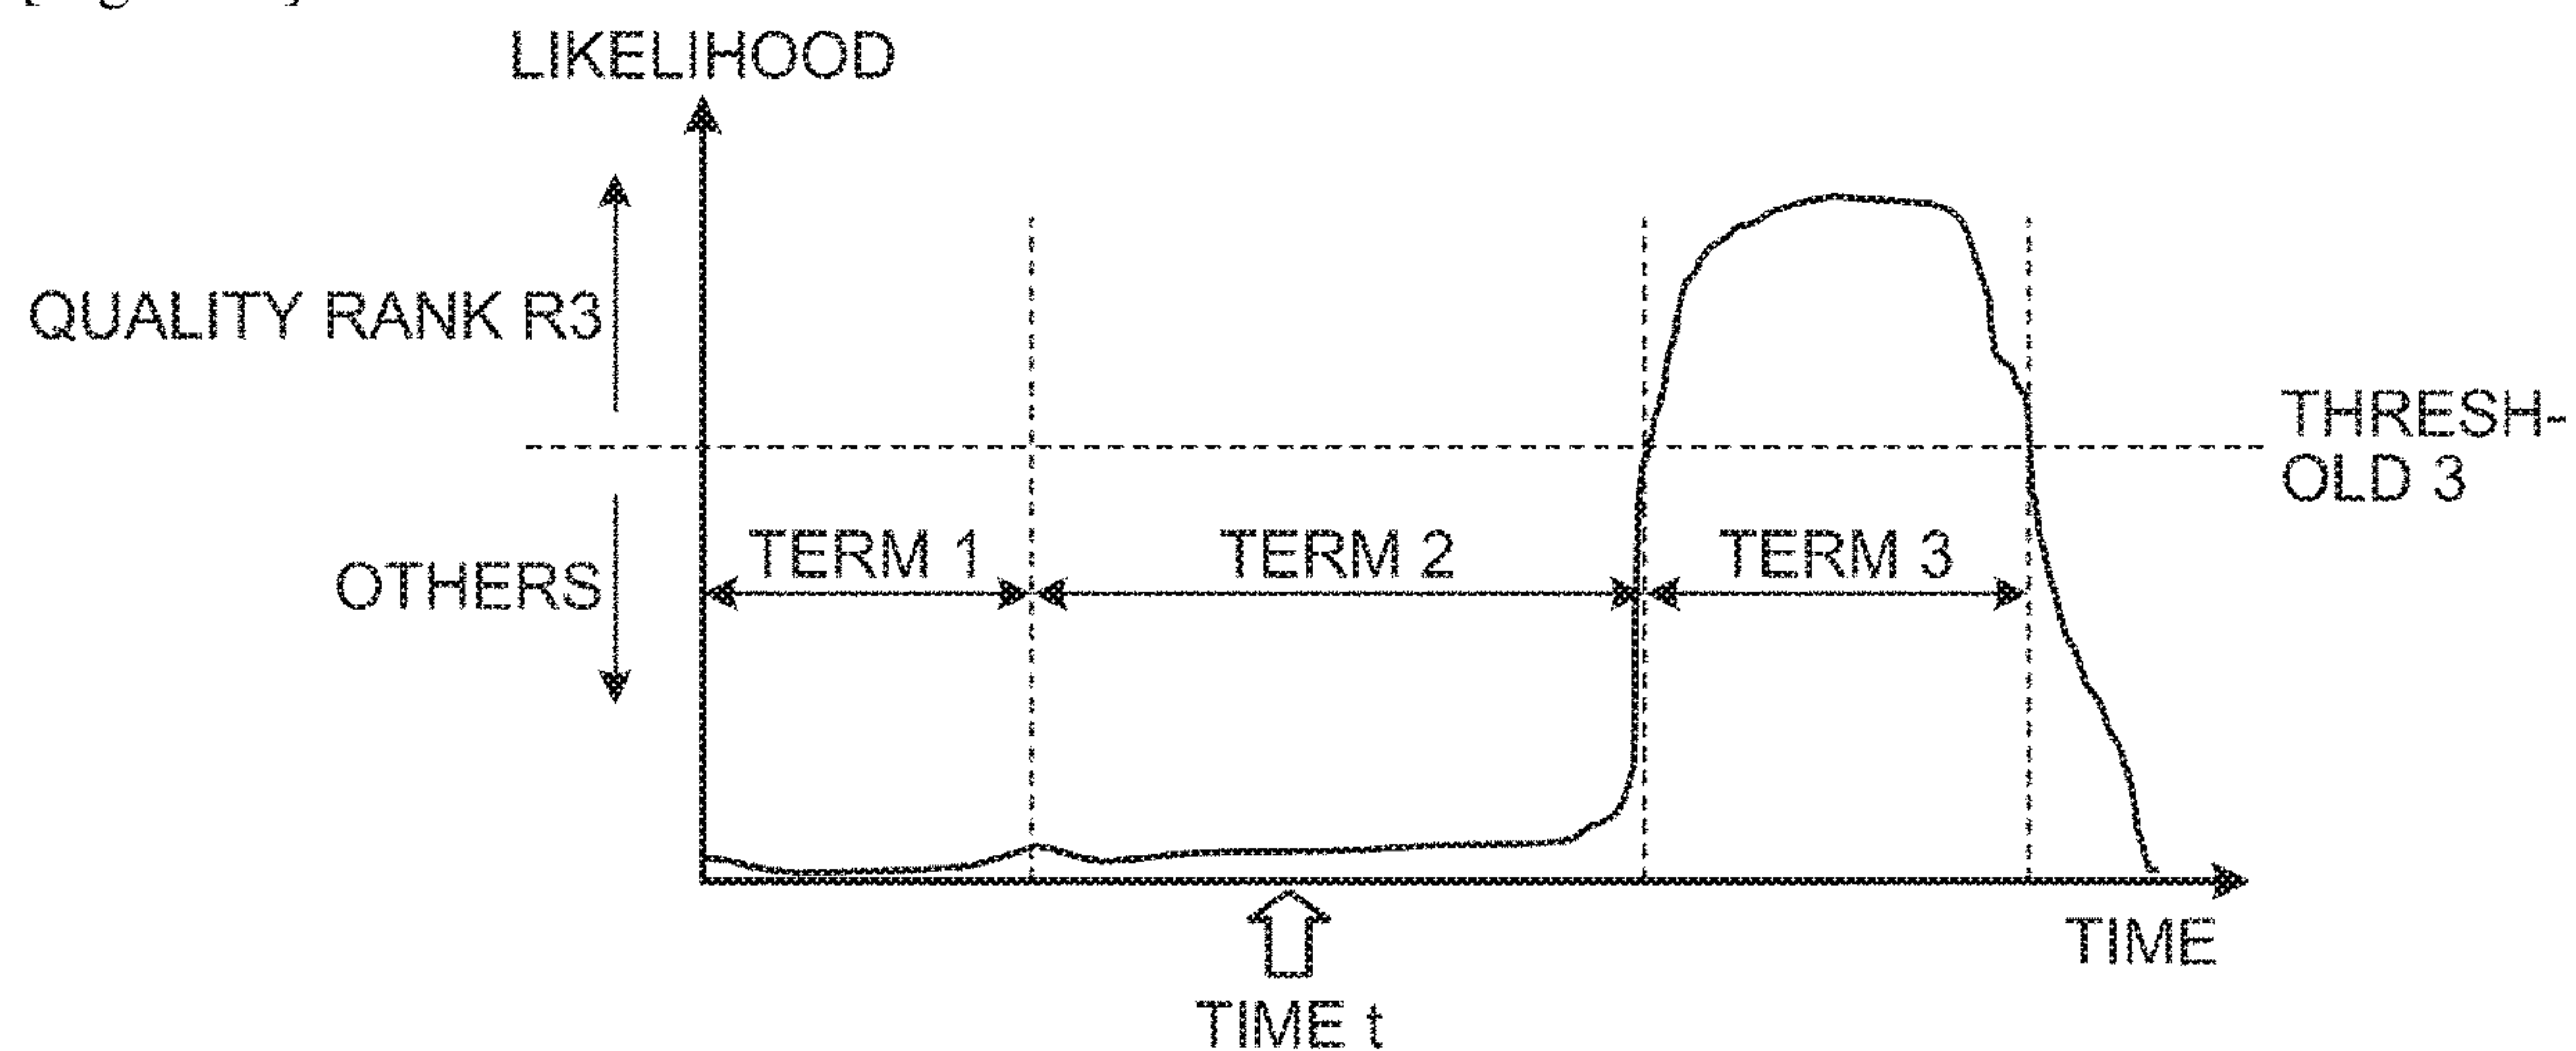 LIKELIHOOD
QUALITY RANK R3
THRESH-
OLD 3
TERM 1
TERM 2
TERM 3
OTHERS
TIME
TIME t